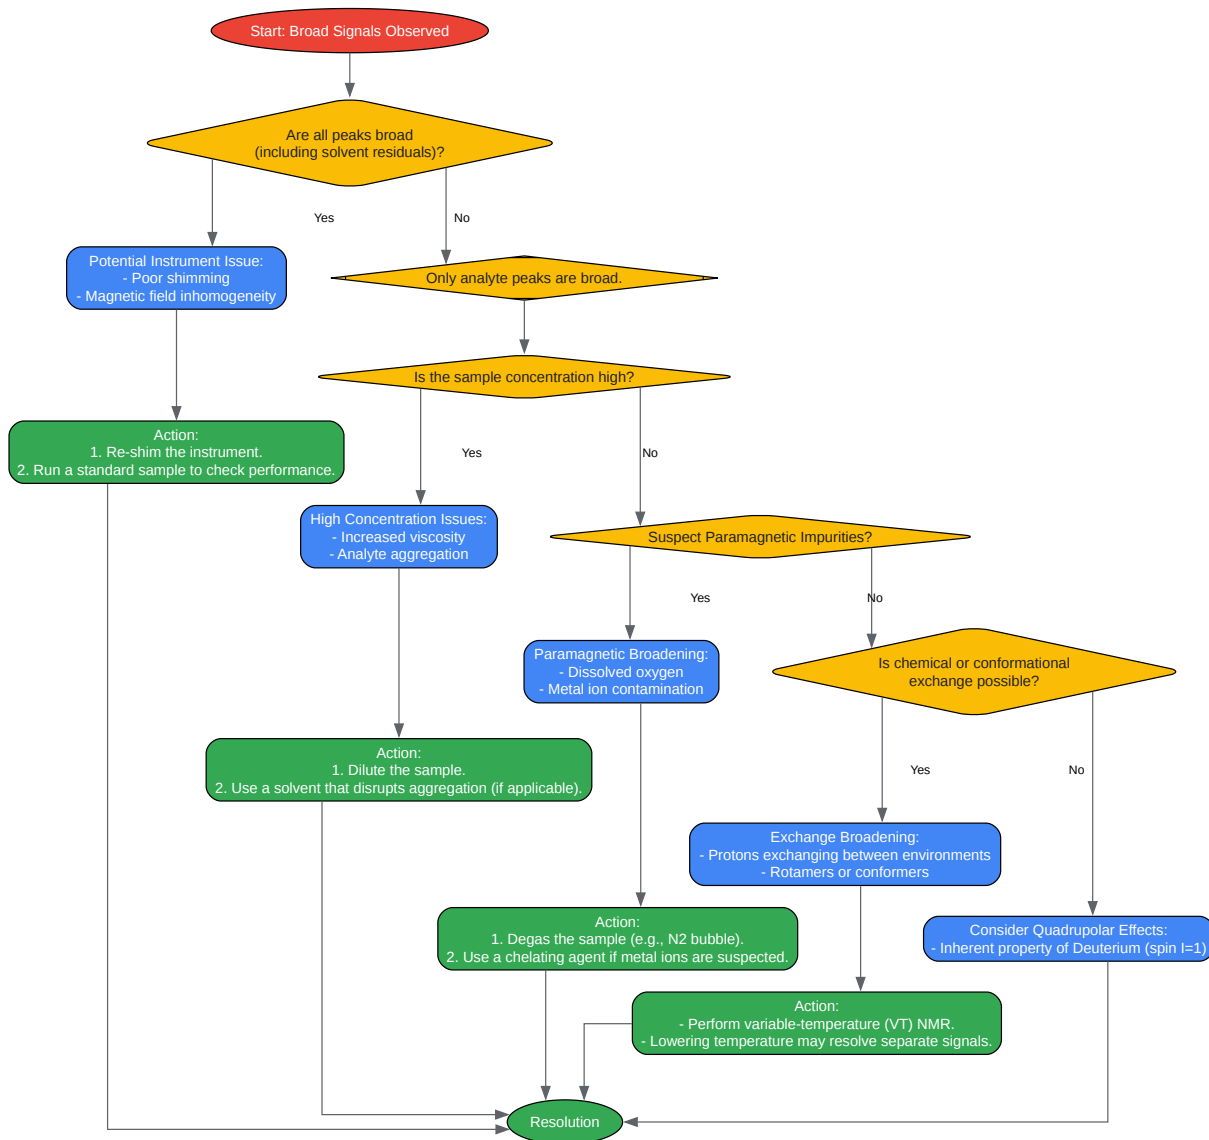 Start: Broad Signals Observed
Are all peaks broad
(including solvent residuals)?
Yes
No
Potential Instrument Issue:
- Poor shimming
- Magnetic field inhomogeneity
Only analyte peaks are broad.
Is the sample concentration high?
Action:
1. Re-shim the instrument.
2. Run a standard sample to check performance.
Yes
No
High Concentration Issues:
- Increased viscosity
- Analyte aggregation
Suspect Paramagnetic Impurities?
Yes
No
Paramagnetic Broadening:
- Dissolved oxygen
- Metal ion contamination
Is chemical or conformational
exchange possible?
Action:
1. Dilute the sample.
2. Use a solvent that disrupts aggregation (if applicable).
Yes
No
Exchange Broadening:
- Protons exchanging between environments
- Rotamers or conformers
Action:
1. Degas the sample (e.g., N2 bubble).
2. Use a chelating agent if metal ions are suspected.
Consider Quadrupolar Effects:
- Inherent property of Deuterium (spin I=1)
Action:
- Perform variable-temperature (VT) NMR.
- Lowering temperature may resolve separate signals.
Resolution